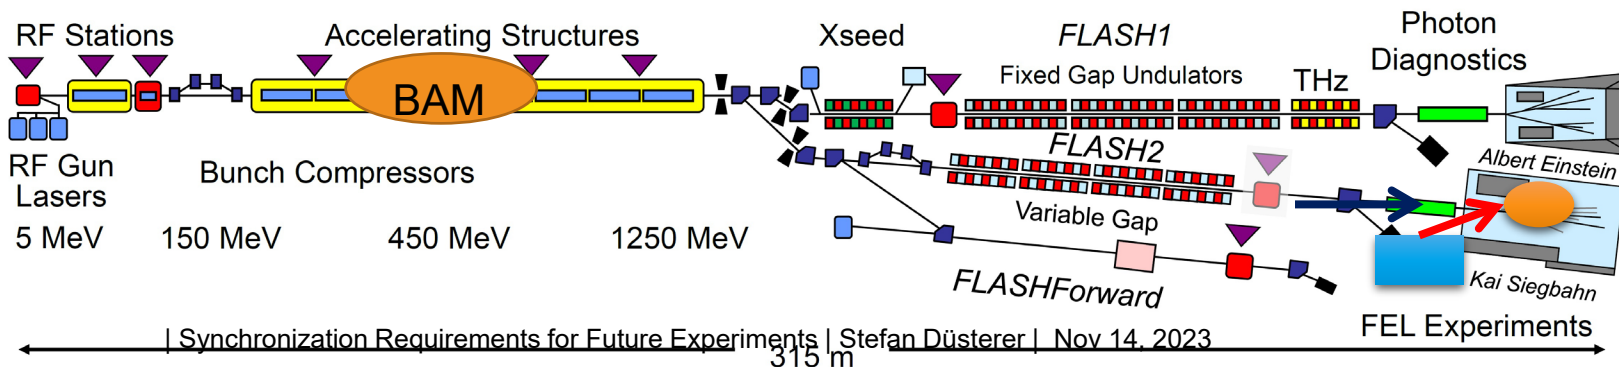 RF Stations
Accelerating Structures
Xseed
FLASH1
Photon
Diagnostics
Fixed Gap Undulators
THz
BAM
RF Gun
Lasers
Bunch Compressors
FLASH2
Albert Einstein
Variable Gap
5 MeV
150 MeV
450 MeV
1250 MeV
FLASHForward
Kai Siegbahn
FEL Experiments
| Synchronization Requirements for Future Experiments | Stefan Düsterer | Nov 14, 2023
315 m